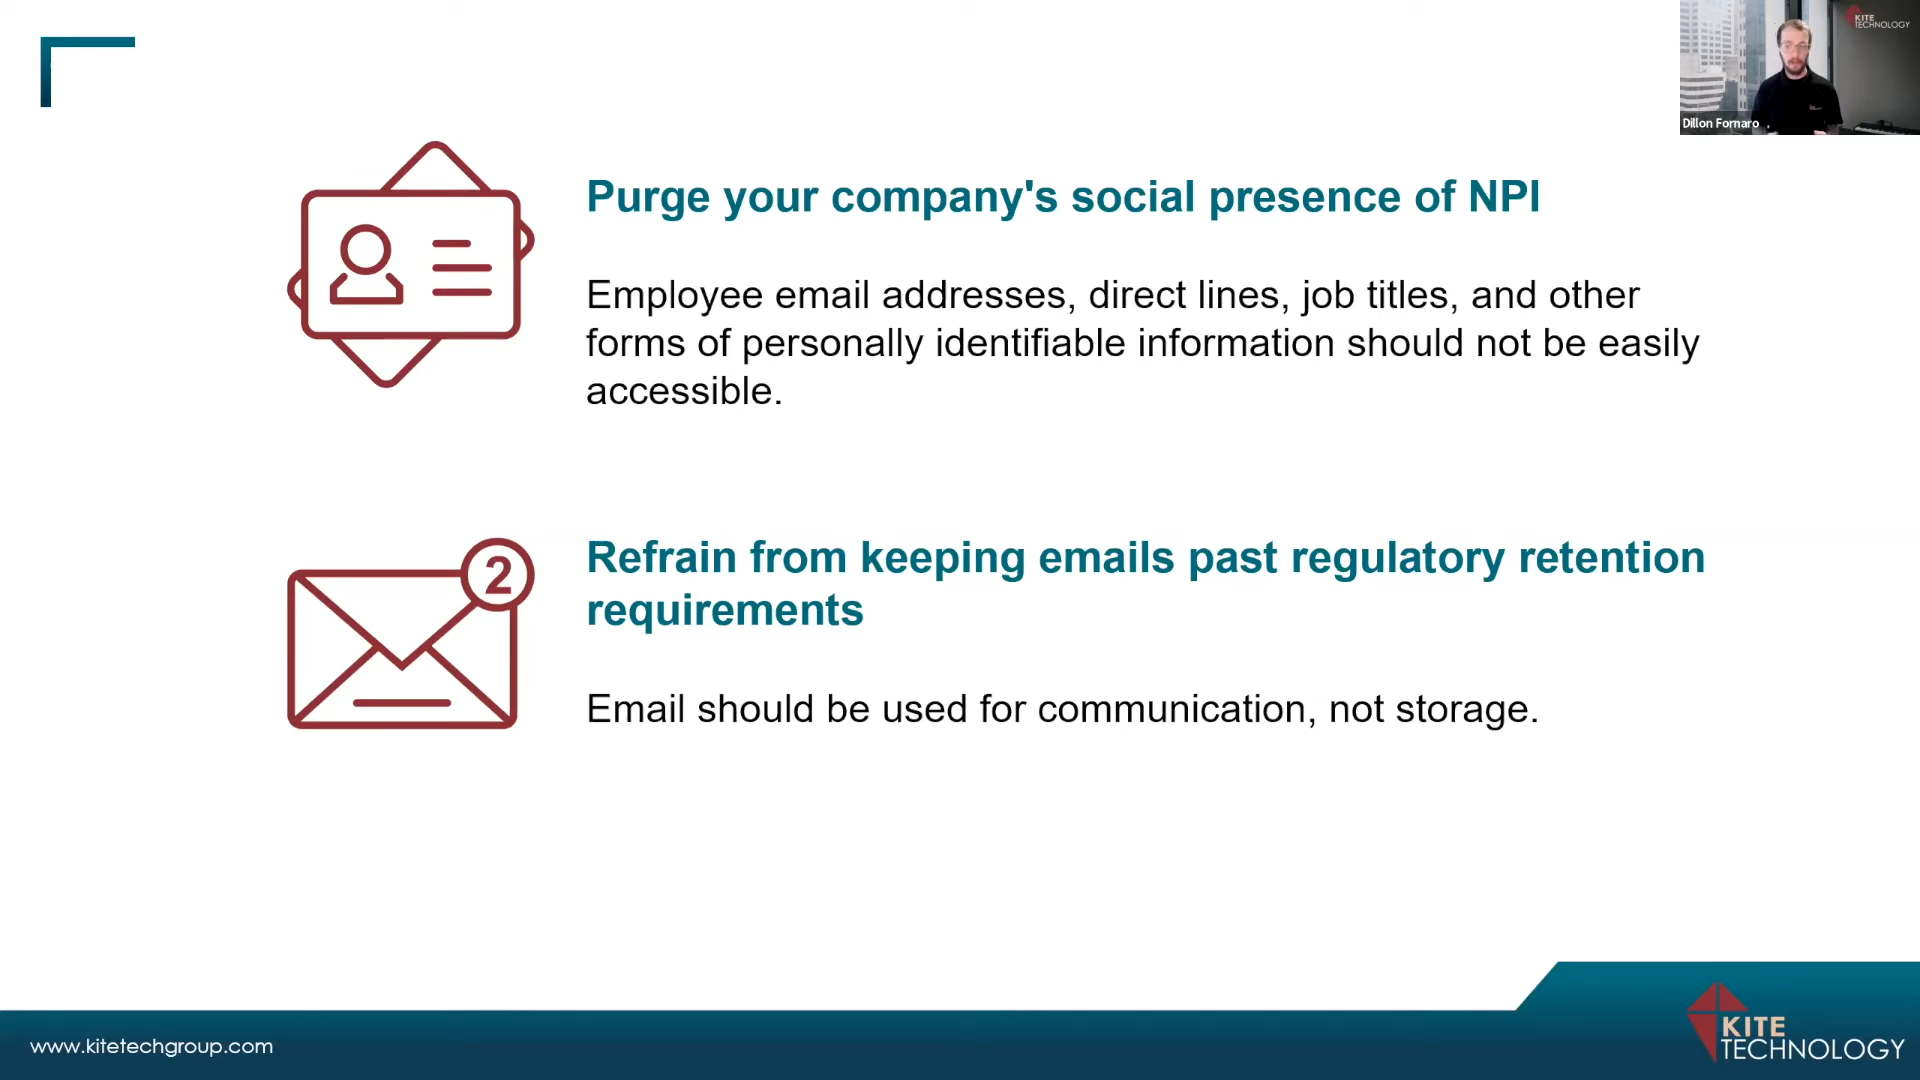 KITE
TECHNOLOGY
Dillon Fornaro
Purge your company's social presence of NPI
Employee email addresses, direct lines, job titles, and other
forms of personally identifiable information should not be easily
accessible.
2
Refrain from keeping emails past regulatory retention
requirements
Email should be used for communication, not storage.
www.kitetechgroup.com
KITE
TECHNOLOGY